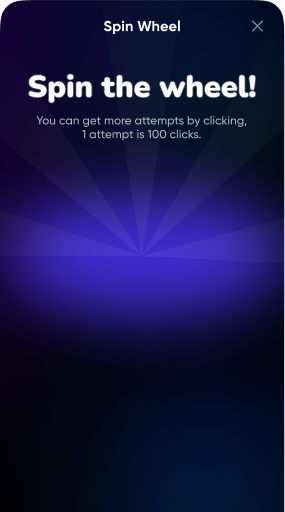 Spin Wheel
Spin the wheel!
You can get more attempts by clicking,
1 attempt is 100 clicks.